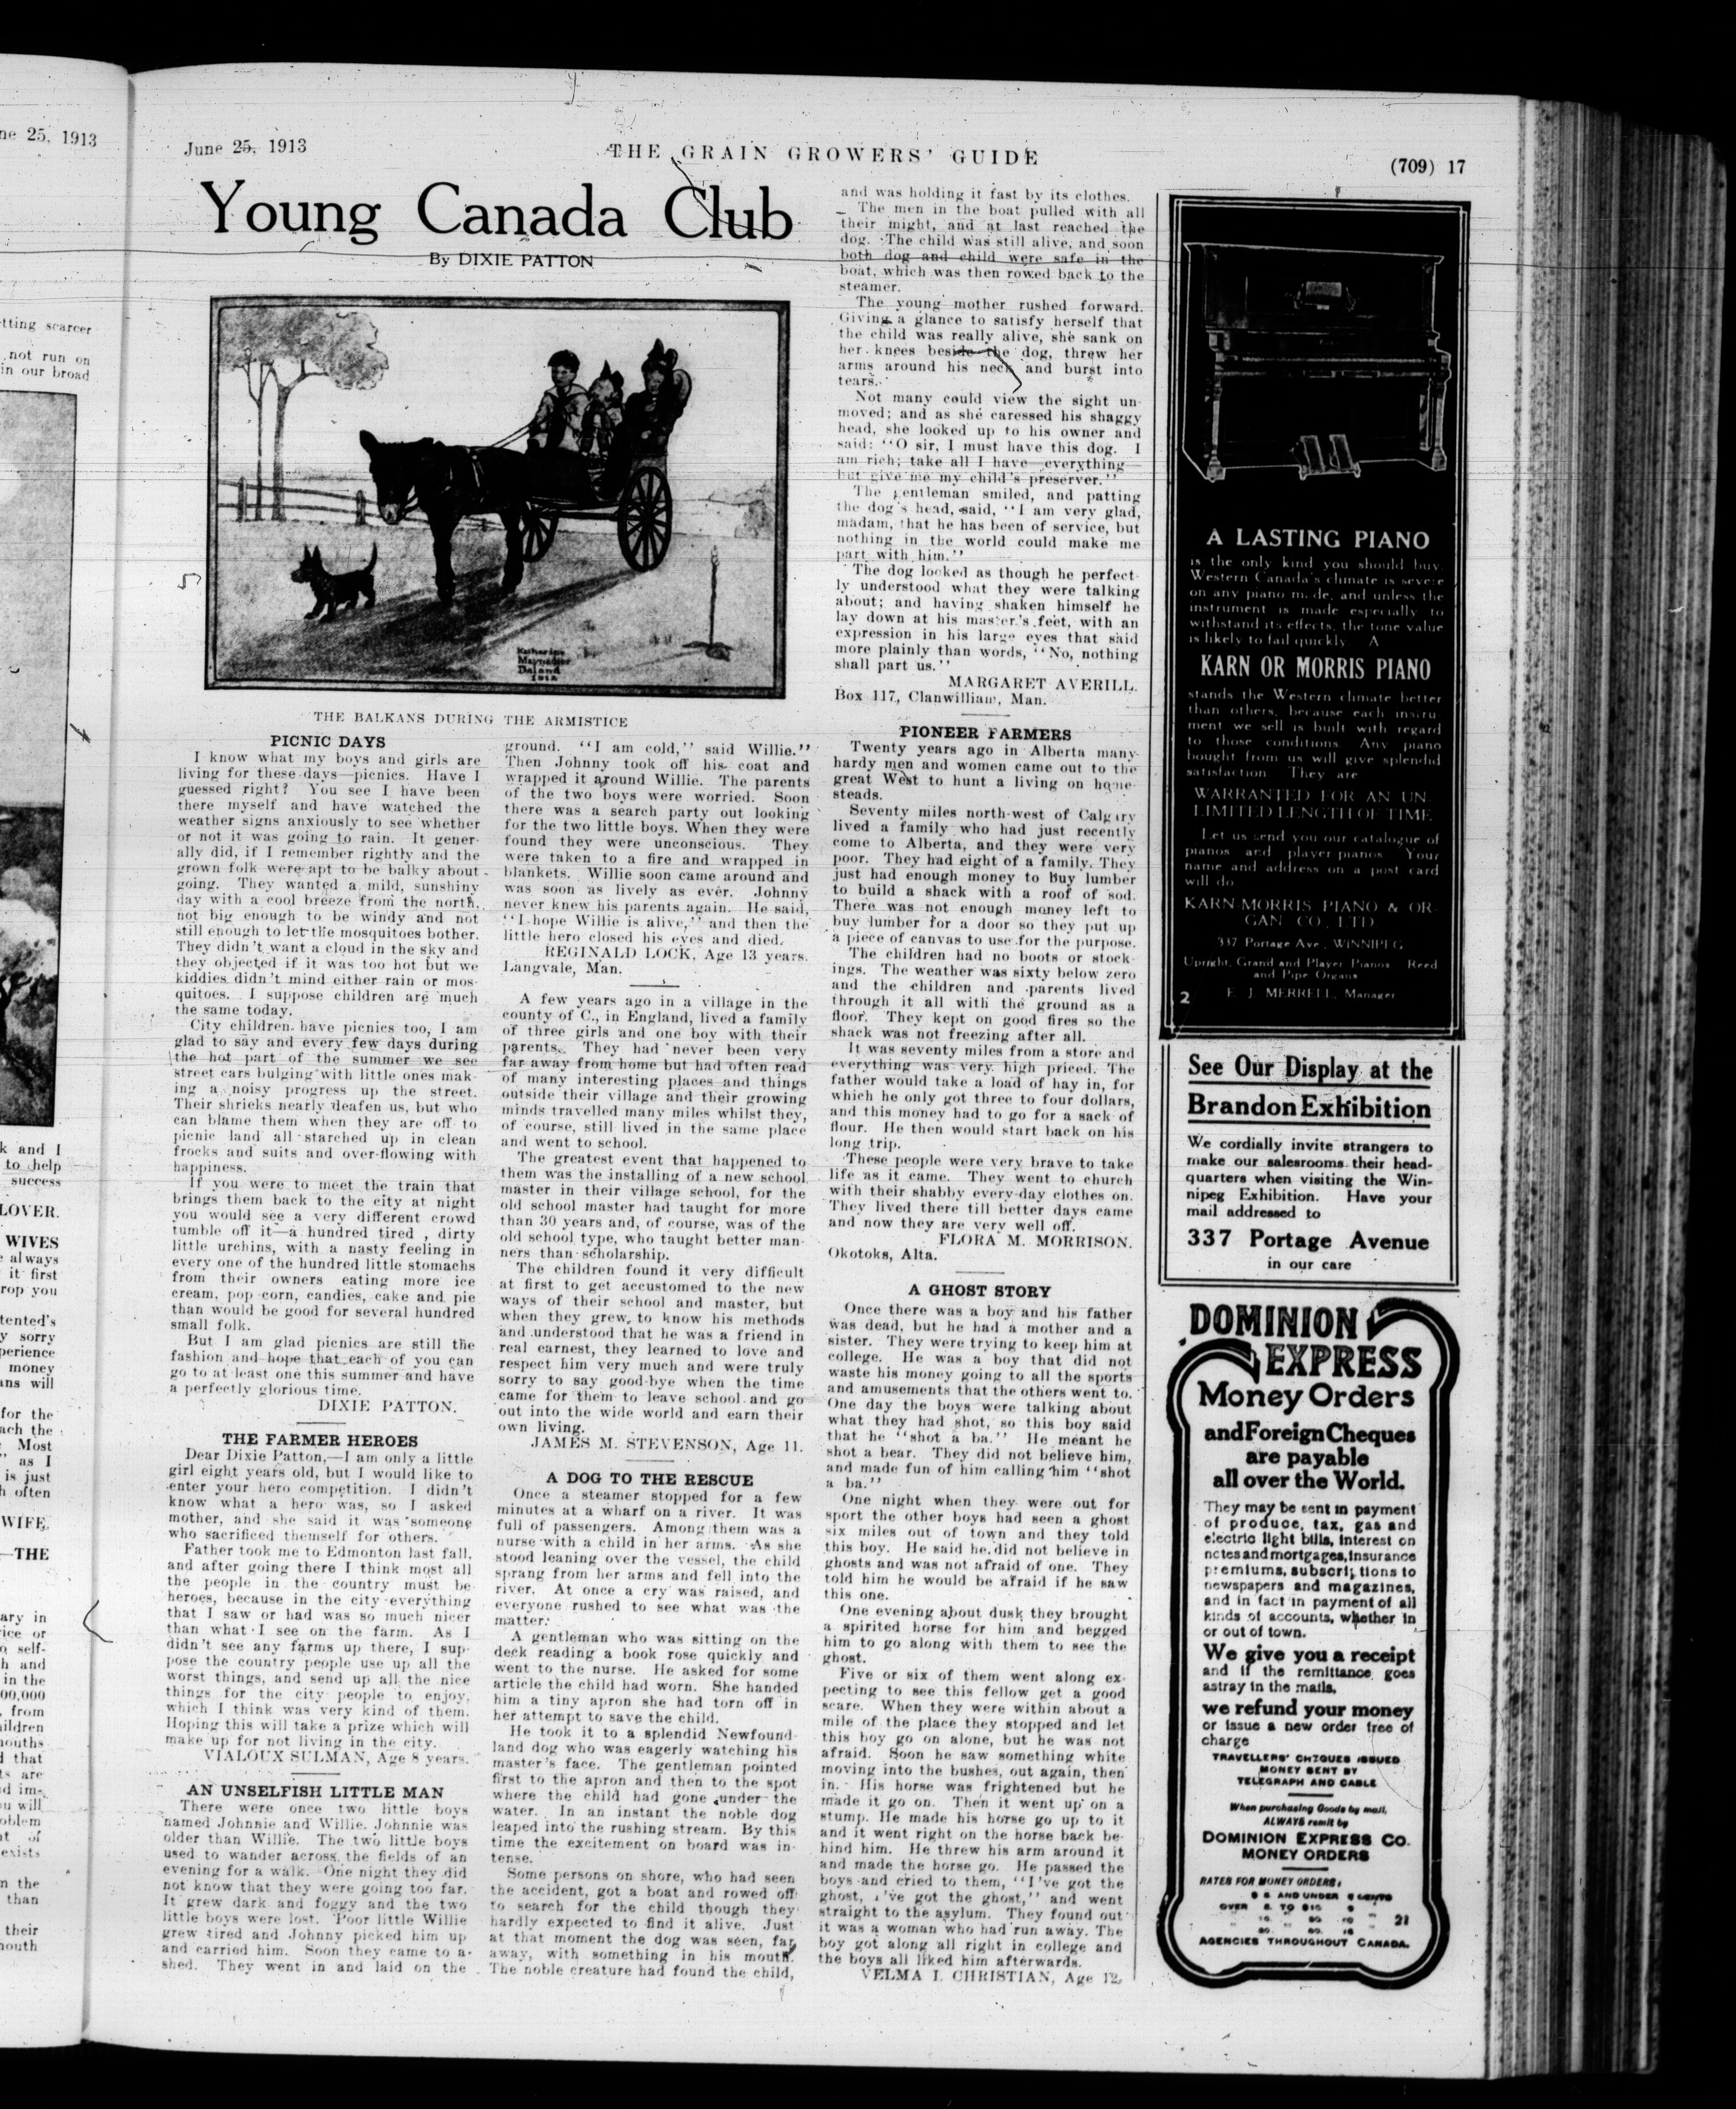 ne 25, 1913
tting scarcer
not run on
in our broad
k and I
to help
success
LOVER.
WIVES
always
it first
rop you
tented's
y sorry
perience
money
ans will
for the
ach the
Most
as I
is just
h often
WIFE.
—THE
ary in
ice or
self-
h and
in the
00,000
from
ildren
mouths
d that
ts are
d im-
u will
oblem
at of
exists
n the
than
their
mouth
June 25, 1913
THE GRAIN GROWERS' GUIDE
(709) 17
Young Canada Club
By DIXIE PATTON
Katharine
Maynadier
Daland
1912
THE BALKANS DURING THE ARMISTICE
PICNIC DAYS
I know what my boys and girls are
living for these days—picnics. Have I
guessed right? You see I have been
there myself and have watched the
weather signs anxiously to see whether
or not it was going to rain. It gener-
ally did, if I remember rightly and the
grown folk were apt to be balky about
going. They wanted a mild, sunshiny
day with a cool breeze from the north,
not big enough to be windy and not
still enough to let the mosquitoes bother.
They didn't want a cloud in the sky and
they objected if it was too hot but we
kiddies didn't mind either rain or mos-
quitoes. I suppose children are much
the same today.
City children have picnics too, I am
glad to say and every few days during
the hot part of the summer we see
street cars bulging with little ones mak-
ing a noisy progress up the street.
Their shrieks nearly deafen us, but who
can blame them when they are off to
picnic land all starched up in clean
frocks and suits and over-flowing with
happiness.
If you were to meet the train that
brings them back to the city at night
you would see a very different crowd
tumble off it—a hundred tired , dirty
little urchins, with a nasty feeling in
every one of the hundred little stomachs
from their owners eating more ice
cream, pop corn, candies, cake and pie
than would be good for several hundred
small folk.
But I am glad picnics are still the
fashion and hope that each of you can
go to at least one this summer and have
a perfectly glorious time.
DIXIE PATTON.
THE FARMER HEROES
Dear Dixie Patton,—I am only a little
girl eight years old, but I would like to
enter your hero competition. I didn't
know what a hero was, so I asked
mother, and she said it was someone
who sacrificed themself for others.
Father took me to Edmonton last fall,
and after going there I think most all
the people in the country must be
heroes, because in the city everything
that I saw or had was so much nicer
than what I see on the farm. As I
didn't see any farms up there, I sup-
pose the country people use up all the
worst things, and send up all the nice
things for the city people to enjoy,
which I think was very kind of them.
Hoping this will take a prize which will
make up for not living in the city.
VIALOUX SULMAN, Age 8 years.
AN UNSELFISH LITTLE MAN
There were once two little boys
named Johnnie and Willie. Johnnie was
older than Willie. The two little boys
used to wander across the fields of an
evening for a walk. One night they did
not know that they were going too far.
It grew dark and foggy and the two
little boys were lost. Poor little Willie
grew tired and Johnny picked him up
and carried him. Soon they came to a
shed. They went in and laid on the
ground. "I am cold," said Willie."
Then Johnny took off his coat and
wrapped it around Willie. The parents
of the two boys were worried. Soon
there was a search party out looking
for the two little boys. When they were
found they were unconscious. They
were taken to a fire and wrapped in
blankets. Willie soon came around and
was soon as lively as ever. Johnny
never knew his parents again. He said,
"I hope Willie is alive," and then the
little hero closed his eyes and died.
REGINALD LOCK, Age 13 years.
Langvale, Man.
A few years ago in a village in the
county of C., in England, lived a family
of three girls and one boy with their
parents. They had never been very
far away from home but had often read
of many interesting places and things
outside their village and their growing
minds travelled many miles whilst they,
of course, still lived in the same place
and went to school.
The greatest event that happened to
them was the installing of a new school
master in their village school, for the
old school master had taught for more
than 30 years and, of course, was of the
old school type, who taught better man-
ners than scholarship.
The children found it very difficult
at first to get accustomed to the new
ways of their school and master, but
when they grew to know his methods
and understood that he was a friend in
real earnest, they learned to love and
respect him very much and were truly
sorry to say good-bye when the time
came for them to leave school and go
out into the wide world and earn their
own living.
JAMES M. STEVENSON, Age 11.
A DOG TO THE RESCUE
Once a steamer stopped for a few
minutes at a wharf on a river. It was
full of passengers. Among them was a
nurse with a child in her arms. As she
stood leaning over the vessel, the child
sprang from her arms and fell into the
river. At once a cry was raised, and
everyone rushed to see what was the
matter.
A gentleman who was sitting on the
deck reading a book rose quickly and
went to the nurse. He asked for some
article the child had worn. She handed
him a tiny apron she had torn off in
her attempt to save the child.
He took it to a splendid Newfound-
land dog who was eagerly watching his
master's face. The gentleman pointed
first to the apron and then to the spot
where the child had gone under the
water. In an instant the noble dog
leaped into the rushing stream. By this
time the excitement on board was in-
tense.
Some persons on shore, who had seen
the accident, got a boat and rowed off
to search for the child though they
hardly expected to find it alive. Just
at that moment the dog was seen, far
away, with something in his mouth.
The noble creature had found the child,
and was holding it fast by its clothes.
The men in the boat pulled with all
their might, and at last reached the
dog. The child was still alive, and soon
both dog and child were safe in the
boat, which was then rowed back to the
steamer.
The young mother rushed forward.
Giving a glance to satisfy herself that
the child was really alive, she sank on
her knees beside the dog, threw her
arms around his neck and burst into
tears.
Not many could view the sight un-
moved; and as she caressed his shaggy
head, she looked up to his owner and
said: "O sir, I must have this dog. I
am rich; take all I have—everything—
but give me my child's preserver."
The gentleman smiled, and patting
the dog's head, said, "I am very glad,
madam, that he has been of service, but
nothing in the world could make me
part with him."
The dog looked as though he perfect-
ly understood what they were talking
about; and having shaken himself he
lay down at his master's feet, with an
expression in his large eyes that said
more plainly than words, "No, nothing
shall part us."
MARGARET AVERILL.
Box 117, Clanwilliam, Man.
PIONEER FARMERS
Twenty years ago in Alberta many
hardy men and women came out to the
great West to hunt a living on home-
steads.
Seventy miles north-west of Calgary
lived a family who had just recently
come to Alberta, and they were very
poor. They had eight of a family. They
just had enough money to buy lumber
to build a shack with a roof of sod.
There was not enough money left to
buy lumber for a door so they put up
a piece of canvas to use for the purpose.
The children had no boots or stock-
ings. The weather was sixty below zero
and the children and parents lived
through it all with the ground as a
floor. They kept on good fires so the
shack was not freezing after all.
It was seventy miles from a store and
everything was very high priced. The
father would take a load of hay in, for
which he only got three to four dollars,
and this money had to go for a sack of
flour. He then would start back on his
long trip.
These people were very brave to take
life as it came. They went to church
with their shabby every-day clothes on.
They lived there till better days came
and now they are very well off.
FLORA M. MORRISON.
Okotoks, Alta.
A GHOST STORY
Once there was a boy and his father
was dead, but he had a mother and a
sister. They were trying to keep him at
college. He was a boy that did not
waste his money going to all the sports
and amusements that the others went to.
One day the boys were talking about
what they had shot, so this boy said
that he "shot a ba." He meant he
shot a bear. They did not believe him,
and made fun of him calling him "shot
a ba."
One night when they were out for
sport the other boys had seen a ghost
six miles out of town and they told
this boy. He said he did not believe in
ghosts and was not afraid of one. They
told him he would be afraid if he saw
this one.
One evening about dusk they brought
a spirited horse for him and begged
him to go along with them to see the
ghost.
Five or six of them went along ex-
pecting to see this fellow get a good
scare. When they were within about a
mile of the place they stopped and let
this boy go on alone, but he was not
afraid. Soon he saw something white
moving into the bushes, out again, then
in. His horse was frightened but he
made it go on. Then it went up on a
stump. He made his horse go up to it
and it went right on the horse back be-
hind him. He threw his arm around it
and made the horse go. He passed the
boys and cried to them, "I've got the
ghost, I've got the ghost," and went
straight to the asylum. They found out
it was a woman who had run away. The
boy got along all right in college and
the boys all liked him afterwards.
VELMA I. CHRISTIAN, Age 12.
A LASTING PIANO
is the only kind you should buy.
Western Canada's climate is severe
on any piano made, and unless the
instrument is made especially to
withstand its effects, the tone value
is likely to fail quickly. A
KARN OR MORRIS PIANO
stands the Western climate better
than others, because each instru-
ment we sell is built with regard
to those conditions. Any piano
bought from us will give splendid
satisfaction. They are
WARRANTED FOR AN UN-
LIMITED LENGTH OF TIME
Let us send you our catalogue of
pianos and player pianos. Your
name and address on a post card
will do
KARN MORRIS PIANO & OR-
GAN CO., LTD.
337 Portage Ave., WINNIPEG
Upright, Grand and Player Pianos. Reed
and Pipe Organs
E. J. MERRELL, Manager
2
See Our Display at the
Brandon Exhibition
We cordially invite strangers to
make our salesrooms their head-
quarters when visiting the Win-
nipeg Exhibition. Have your
mail addressed to
337 Portage Avenue
in our care
DOMINION
EXPRESS
Money Orders
and Foreign Cheques
are payable
all over the World.
They may be sent in payment
of produce, tax, gas and
electric light bills, interest on
notes and mortgages, insurance
premiums, subscriptions to
newspapers and magazines,
and in fact in payment of all
kinds of accounts, whether in
or out of town.
We give you a receipt
and if the remittance goes
astray in the mails,
we refund your money
or issue a new order free of
charge
TRAVELLERS' CHEQUES ISSUED
MONEY SENT BY
TELEGRAPH AND CABLE
When purchasing Goods by mail,
ALWAYS remit by
DOMINION EXPRESS CO.
MONEY ORDERS
RATES FOR MONEY ORDERS:
AND UNDER CENTS
OVER TO
21
AGENCIES THROUGHOUT CANADA.